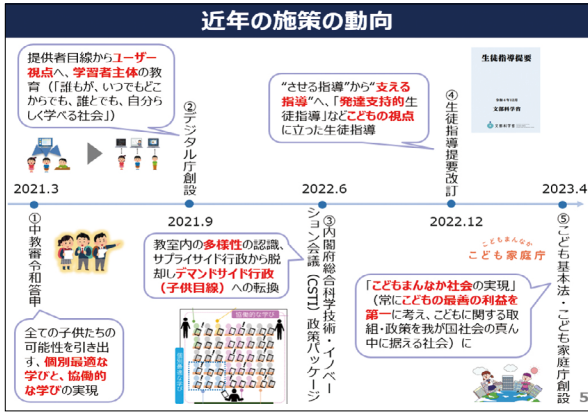 近年の施策の動向
提供者目線からユーザー
視点へ、学習者主体の教
育（「誰もが、いつでもどこ
からでも、誰とでも、自分ら
しく学べる社会」）
②デジタル庁創設
“させる指導”から“支える
指導”へ、「発達支持的生
徒指導」などこどもの視点
に立った生徒指導
④生徒指導提要改訂
生徒指導提要
文部科学省
2021.3
2022.6
2023.4
2021.9
2022.12
①中教審令和答申
全ての子供たちの
可能性を引き出
す、個別最適な
学びと、協働的
な学びの実現
教室内の多様性の認識、
サプライサイド行政から脱
却しデマンドサイド行政
（子供目線）への転換
協働的な学び
個別最適な学び
③内閣府総合科学技術・イノベー
ション会議（CSTI）政策パッケージ
こどもまんなか
こども家庭庁
「こどもまんなか社会の実現」
（常にこどもの最善の利益を
第一に考え、こどもに関する取
組・政策を我が国社会の真ん
中に据える社会）に
⑤こども基本法・こども家庭庁創設
5